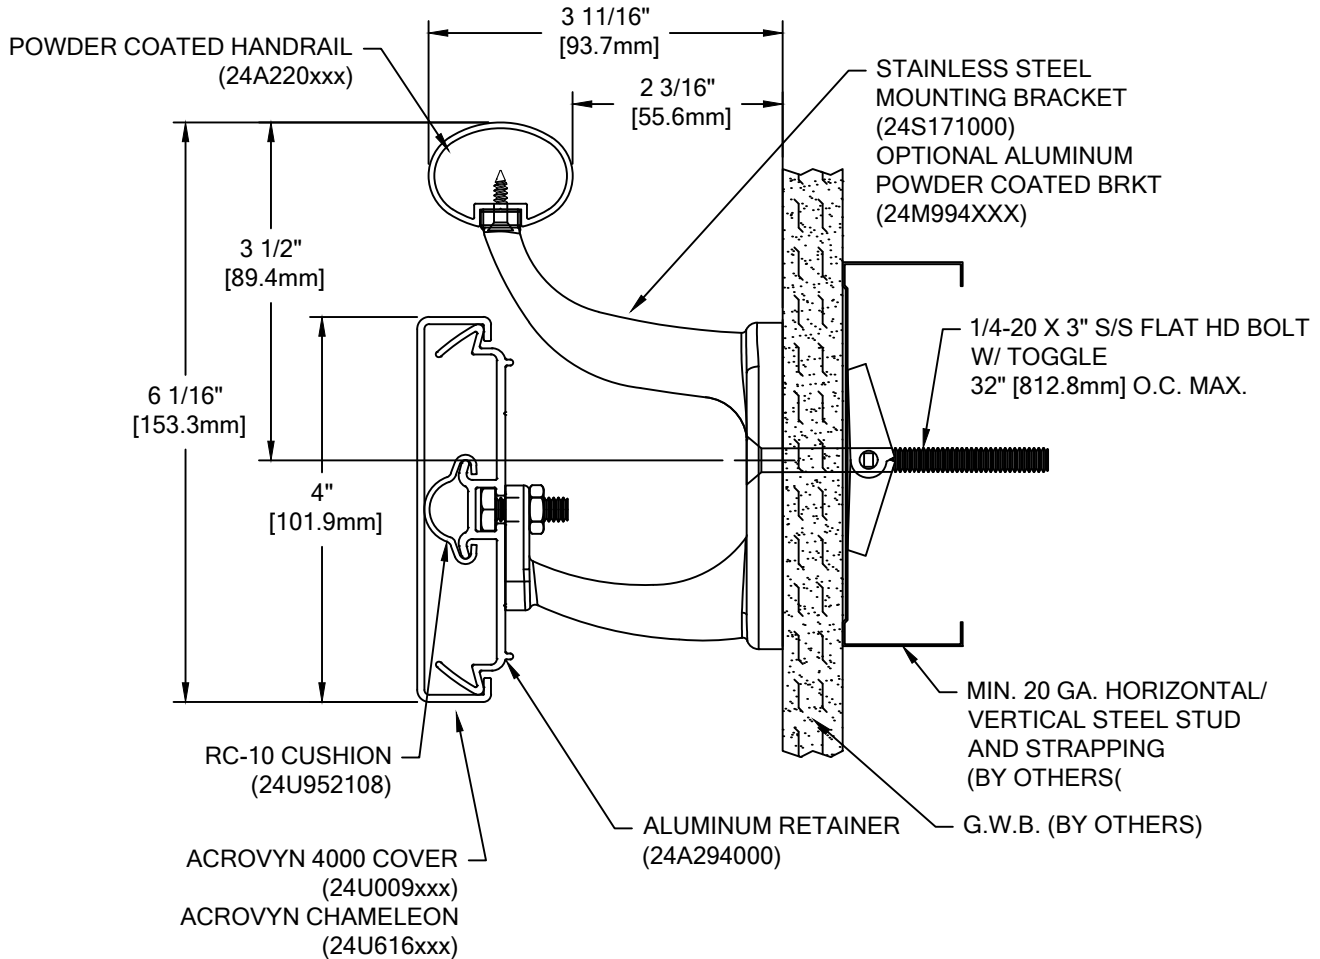 POWDER COATED HANDRAIL
(24A220xxx)
3 11/16"
[93.7mm]
2 3/16"
[55.6mm]
STAINLESS STEEL
MOUNTING BRACKET
(24S171000)
OPTIONAL ALUMINUM
POWDER COATED BRKT
(24M994XXX)
3 1/2"
[89.4mm]
6 1/16"
[153.3mm]
4"
[101.9mm]
1/4-20 X 3" S/S FLAT HD BOLT
W/ TOGGLE
32" [812.8mm] O.C. MAX.
RC-10 CUSHION
(24U952108)
ACROVYN 4000 COVER
(24U009xxx)
ACROVYN CHAMELEON
(24U616xxx)
ALUMINUM RETAINER
(24A294000)
MIN. 20 GA. HORIZONTAL/
VERTICAL STEEL STUD
AND STRAPPING
(BY OTHERS(
G.W.B. (BY OTHERS)